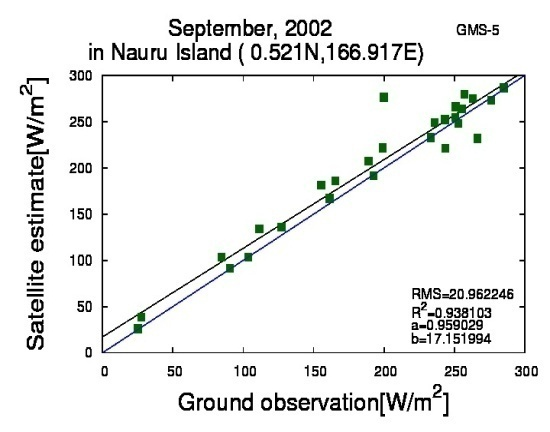 September, 2002
GMS-5
in Nauru Island ( 0.521N,166.917E)
Satellite estimate[W/m²]
300
250
200
150
100
50
0
RMS=20.962246
R²=0.938103
a=0.959029
b=17.151994
0 50 100 150 200 250 300
Ground observation[W/m²]